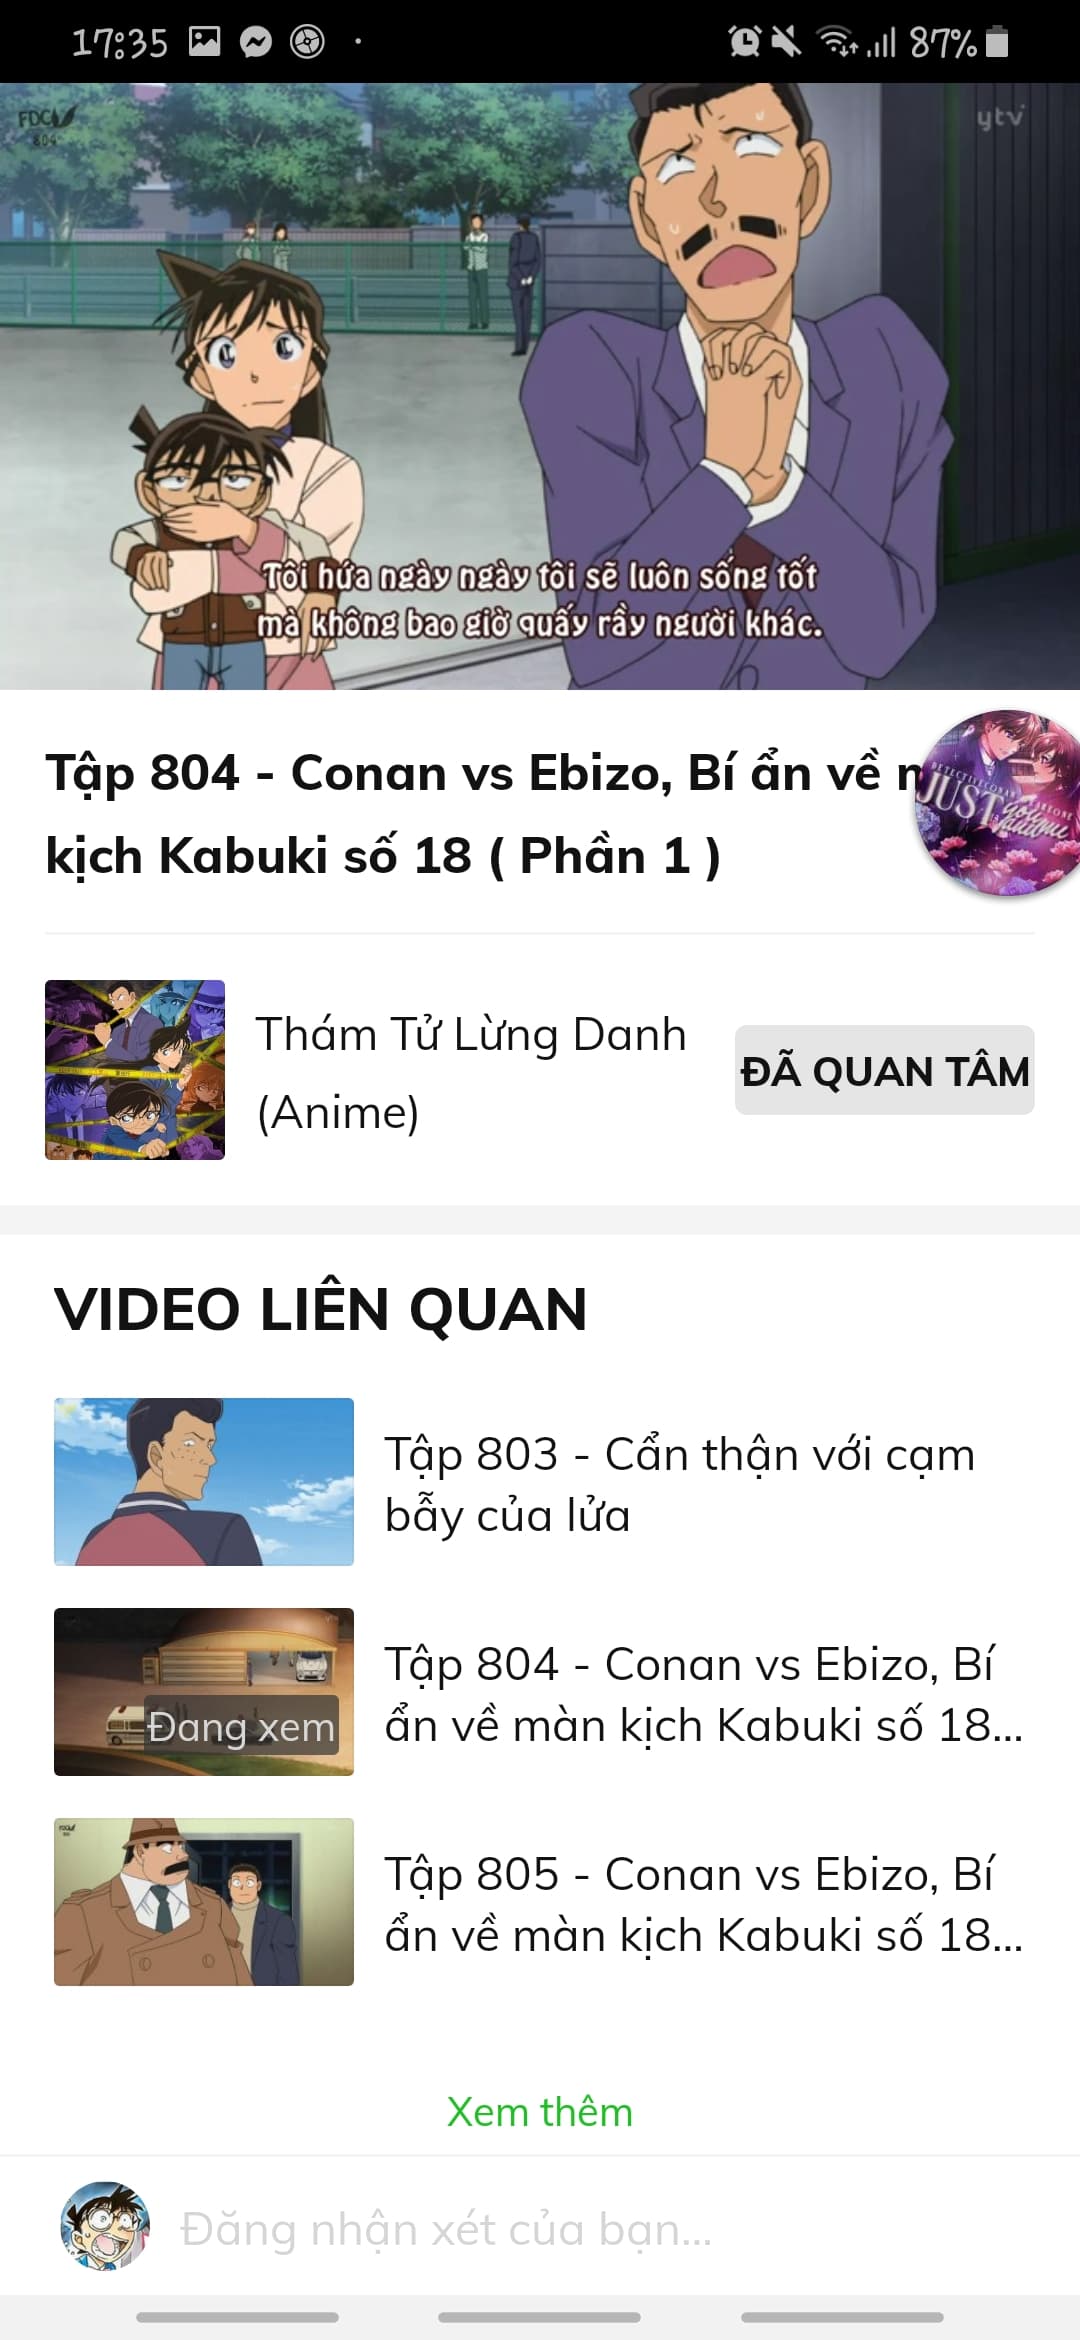 17:35
87%
FDC
804
ytv
Tôi hứa ngày ngày tôi sẽ luôn sống tốt
mà không bao giờ quấy rầy người khác.
Tập 804 - Conan vs Ebizo, Bí ẩn về
kịch Kabuki số 18 ( Phần 1 )
DETECTIVE CONAN
JUST
Thám Tử Lừng Danh
(Anime)
ĐÃ QUAN TÂM
VIDEO LIÊN QUAN
Tập 803 - Cẩn thận với cạm
bẫy của lửa
Đang xem
Tập 804 - Conan vs Ebizo, Bí
ẩn về màn kịch Kabuki số 18...
Tập 805 - Conan vs Ebizo, Bí
ẩn về màn kịch Kabuki số 18...
Xem thêm
Đăng nhận xét của bạn...